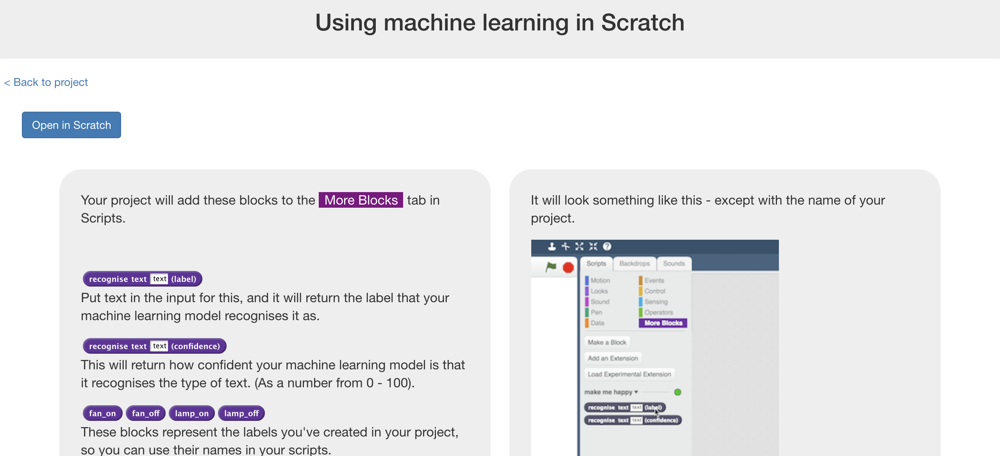 Using machine learning in Scratch
< Back to project
Open in Scratch
Your project will add these blocks to the More Blocks tab in
Scripts.
recognise text text (label)
Put text in the input for this, and it will return the label that your
machine learning model recognises it as.
recognise text text (confidence)
This will return how confident your machine learning model is that
it recognises the type of text. (As a number from 0 - 100).
fan_on fan_off lamp_on lamp_off
These blocks represent the labels you've created in your project,
so you can use their names in your scripts.
It will look something like this - except with the name of your
project.
?
Scripts Backdrops Sounds
Motion Events
Looks Control
Sound Sensing
Pen Operators
Data More Blocks
Make a Block
Add an Extension
Load Experimental Extension
make me happy
recognise text text (label)
recognise text text (confidence)